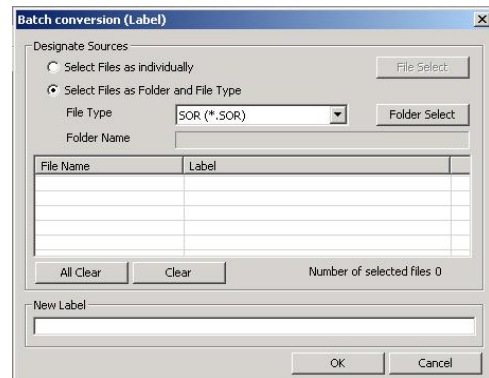 Batch conversion (Label)
Designate Sources
Select Files as individually
File Select
Select Files as Folder and File Type
File Type
SOR (*.SOR)
Folder Select
Folder Name
File Name Label
All Clear Clear Number of selected files 0
New Label
OK Cancel